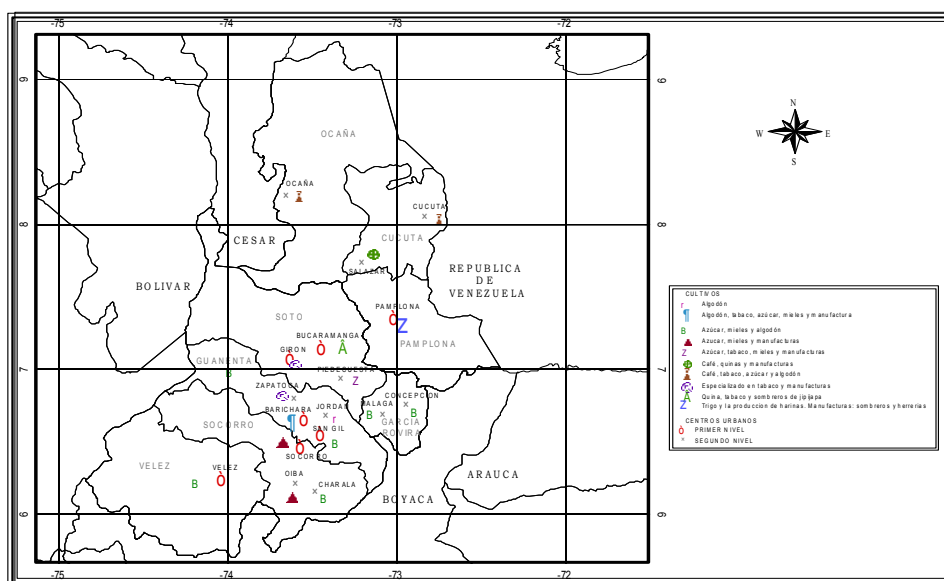 -75 -74 -73 -72
N
W E
S
9 9
OCAÑA
OCAÑA
x
CUCUTA
x
8 8
CUCUTA
CESAR
SALAZAR
x
REPUBLICA
DE
VENEZUELA
BOLIVAR
PAMPLONA
Ò
Z
SOTO
BUCARAMANGA
Ò Â
PAMPLONA
GIRON
Ò
GUANENTA
7 7
B
PIEDECUESTA
x Z
ZAPATOCA
x
CONCEPCION
x B
MALAGA
B x
JORDAN
x r
BARICHARA
¶ Ò
GARCIA
ROVIRA
SOCORRO
SAN GIL
Ò B
SOCORRO
Ò
VELEZ
VELEZ
B Ò
OIBA
x
CHARALA
x B
ARAUCA
BOYACA
6 6
-75 -74 -73 -72
CULTIVOS
r Algodón
¶ Algodón, tabaco, azúcar, mieles y manufactura
B Azúcar, mieles y algodón
Azucar, mieles y manufacturas
Z Azúcar, tabaco, mieles y manufacturas
Café, quinas y manufacturas
Café, tabaco, azúcar y algodón
Especializado en tabaco y manufacturas
Â Quina, tabaco y sombreros de jipijapa
Z Trigo y la produccion de harinas. Manufacturas: sombreros y herrerias
CENTROS URBANOS
Ò PRIMER NIVEL
x SEGUNDO NIVEL